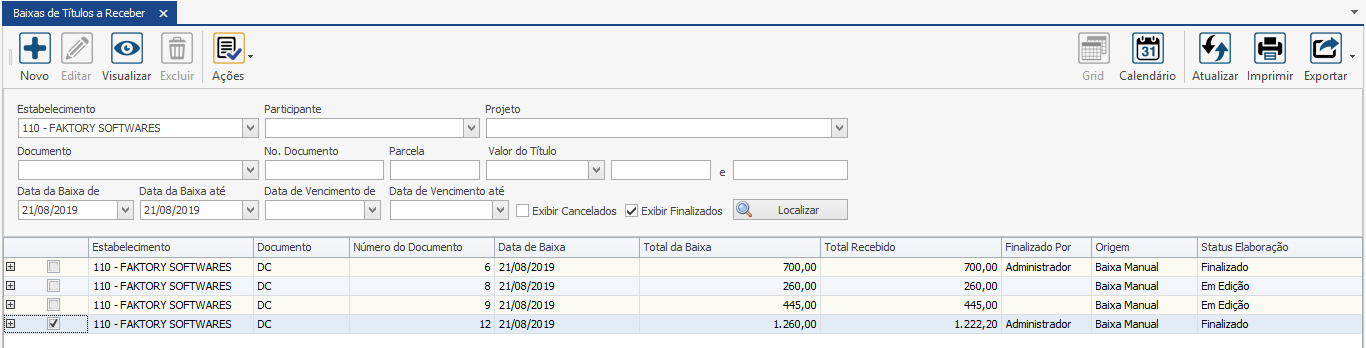 Baixas de Títulos a Receber
Novo Editar Visualizar Excluir Ações Grid 31 Calendário Atualizar Imprimir Exportar
Estabelecimento Participante Projeto
110 - FAKTORY SOFTWARES
Documento No. Documento Parcela Valor do Título
e
Data da Baixa de Data da Baixa até Data de Vencimento de Data de Vencimento até
21/08/2019 21/08/2019 Exibir Cancelados Exibir Finalizados Localizar
Estabelecimento Documento Número do Documento Data de Baixa Total da Baixa Total Recebido Finalizado Por Origem Status Elaboração
110 - FAKTORY SOFTWARES DC 6 21/08/2019 700,00 700,00 Administrador Baixa Manual Finalizado
110 - FAKTORY SOFTWARES DC 8 21/08/2019 260,00 260,00 Baixa Manual Em Edição
110 - FAKTORY SOFTWARES DC 9 21/08/2019 445,00 445,00 Baixa Manual Em Edição
110 - FAKTORY SOFTWARES DC 12 21/08/2019 1.260,00 1.222,20 Administrador Baixa Manual Finalizado